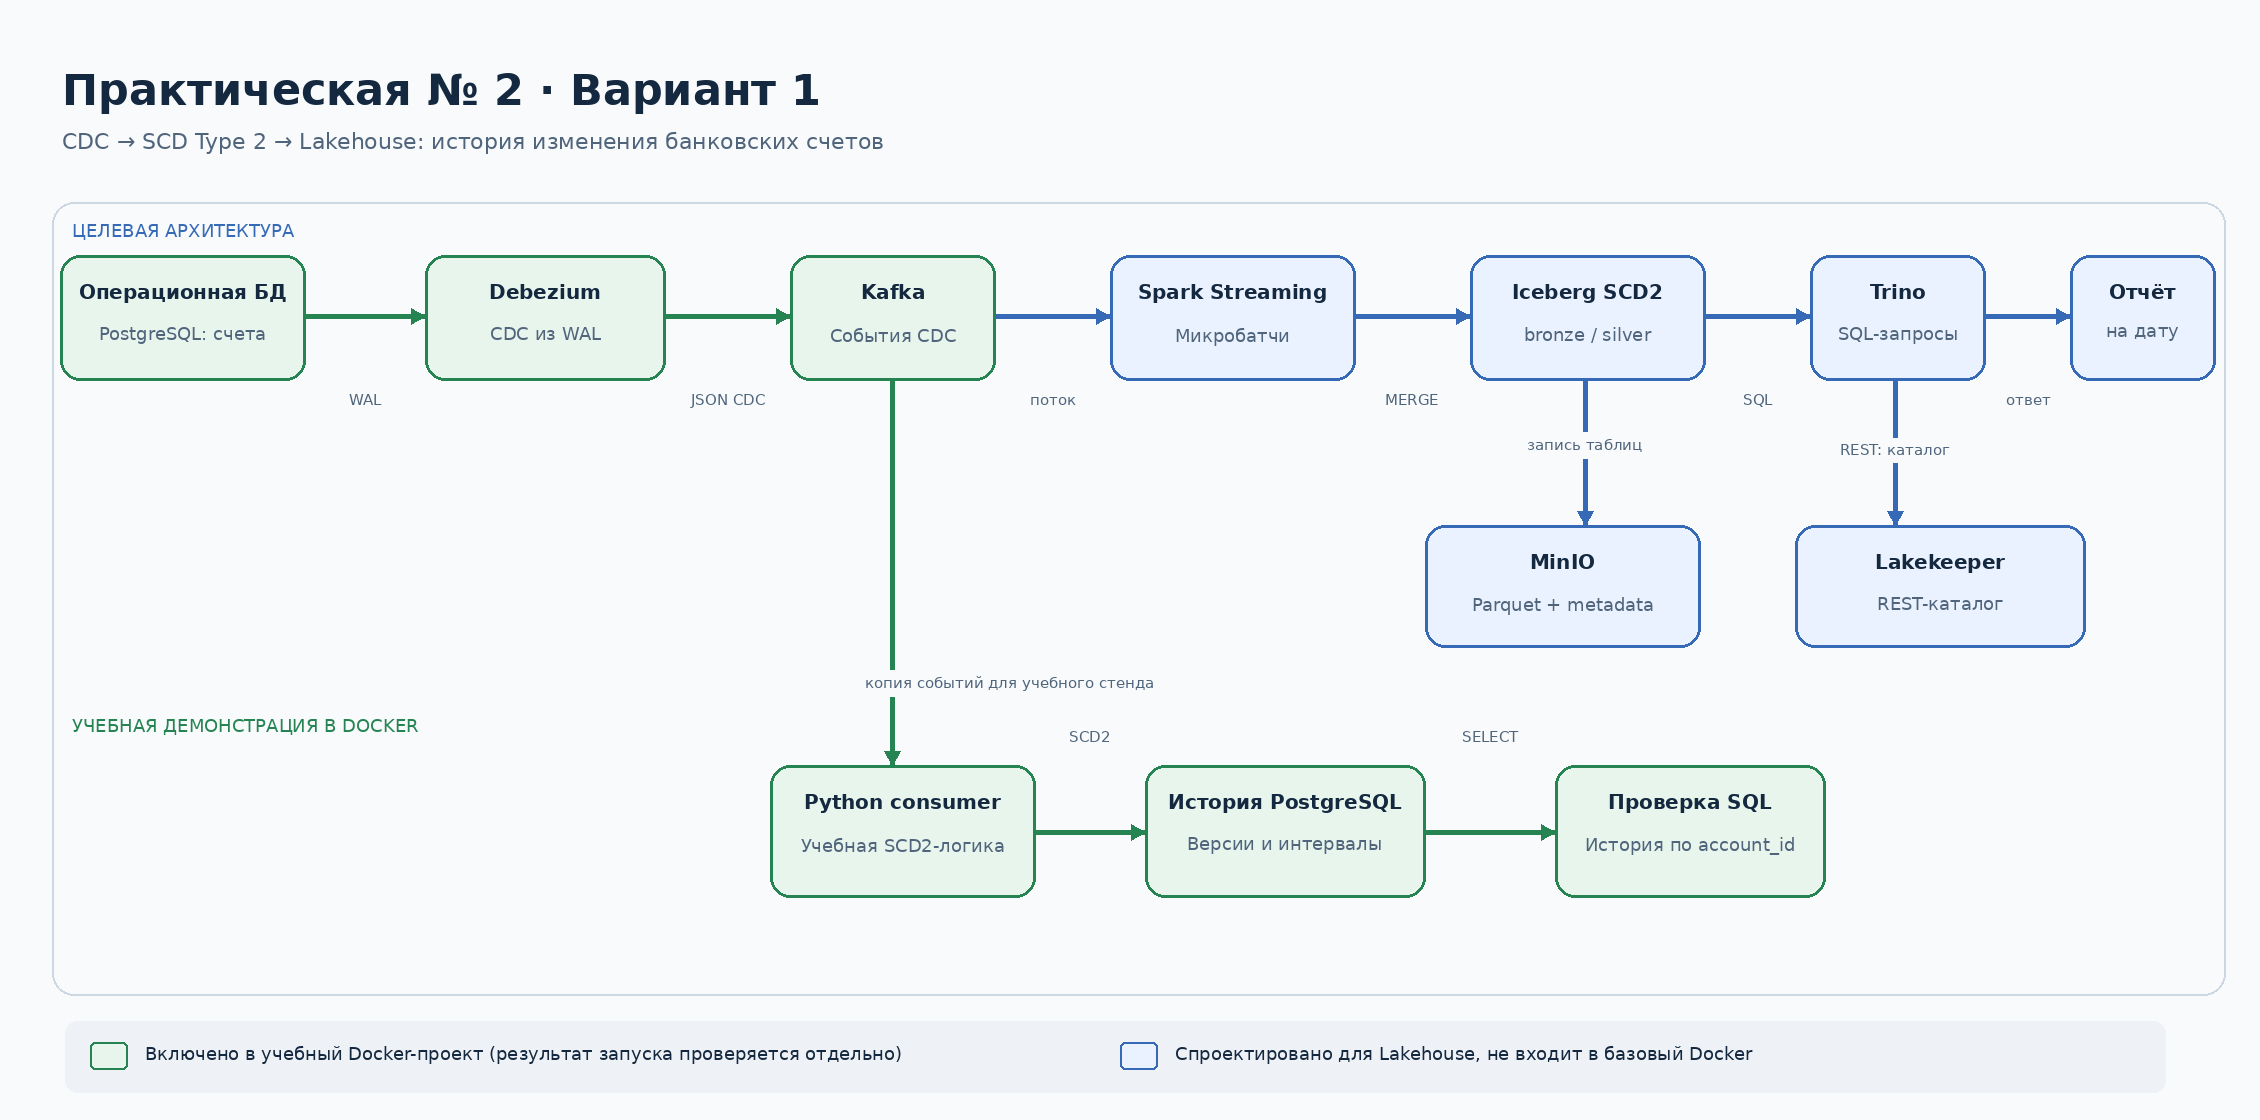 Практическая № 2 · Вариант 1
CDC → SCD Type 2 → Lakehouse: история изменения банковских счетов
ЦЕЛЕВАЯ АРХИТЕКТУРА
Операционная БД
PostgreSQL: счета
Debezium
CDC из WAL
Kafka
События CDC
Spark Streaming
Микробатчи
Iceberg SCD2
bronze / silver
Trino
SQL-запросы
Отчёт
на дату
WAL
JSON CDC
поток
MERGE
SQL
ответ
запись таблиц
REST: каталог
MinIO
Parquet + metadata
Lakekeeper
REST-каталог
копия событий для учебного стенда
УЧЕБНАЯ ДЕМОНСТРАЦИЯ В DOCKER
SCD2
SELECT
Python consumer
Учебная SCD2-логика
История PostgreSQL
Версии и интервалы
Проверка SQL
История по account_id
Включено в учебный Docker-проект (результат запуска проверяется отдельно)
Спроектировано для Lakehouse, не входит в базовый Docker